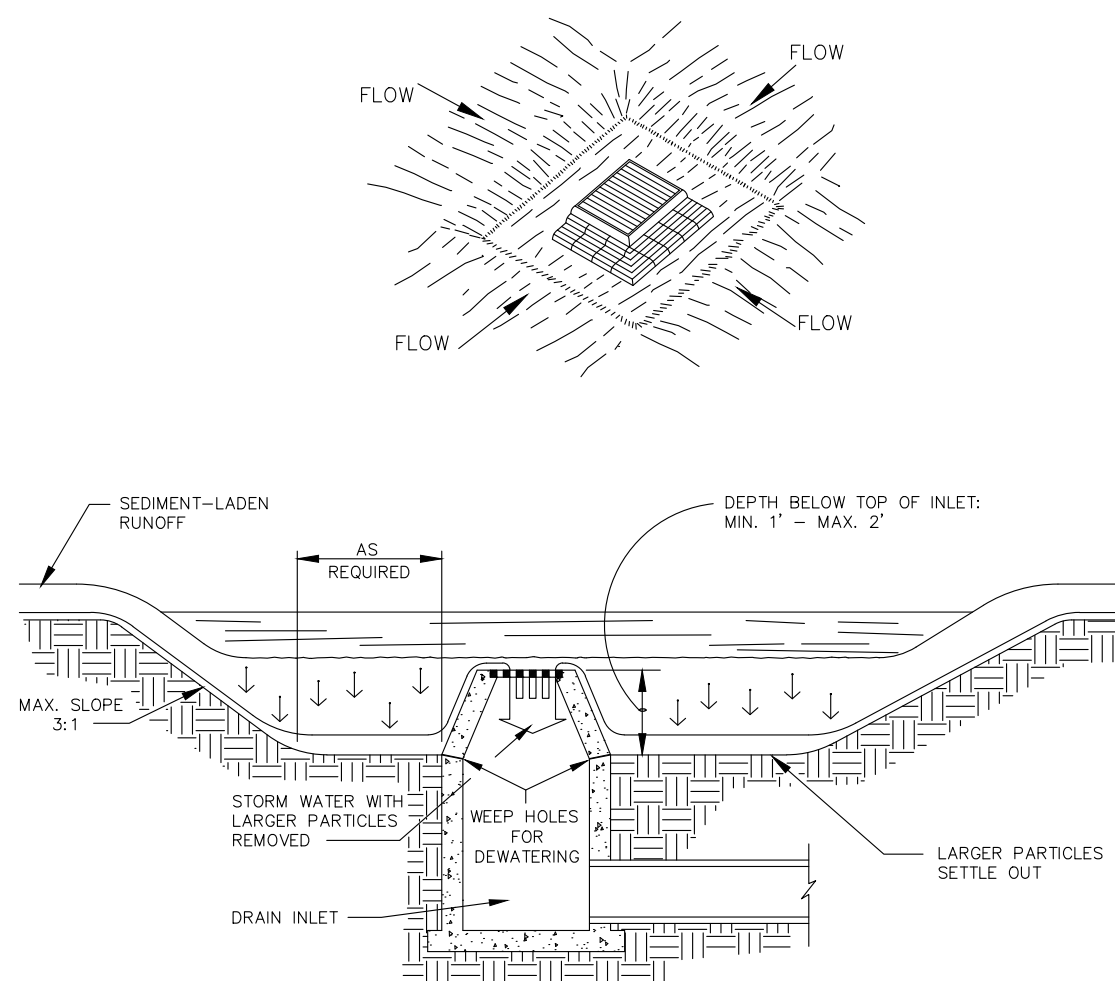 FLOW
FLOW
FLOW
FLOW
SEDIMENT-LADEN
RUNOFF
DEPTH BELOW TOP OF INLET:
MIN. 1' - MAX. 2'
AS
REQUIRED
MAX. SLOPE
3:1
STORM WATER WITH
LARGER PARTICLES
REMOVED
WEEP HOLES
FOR
DEWATERING
LARGER PARTICLES
SETTLE OUT
DRAIN INLET